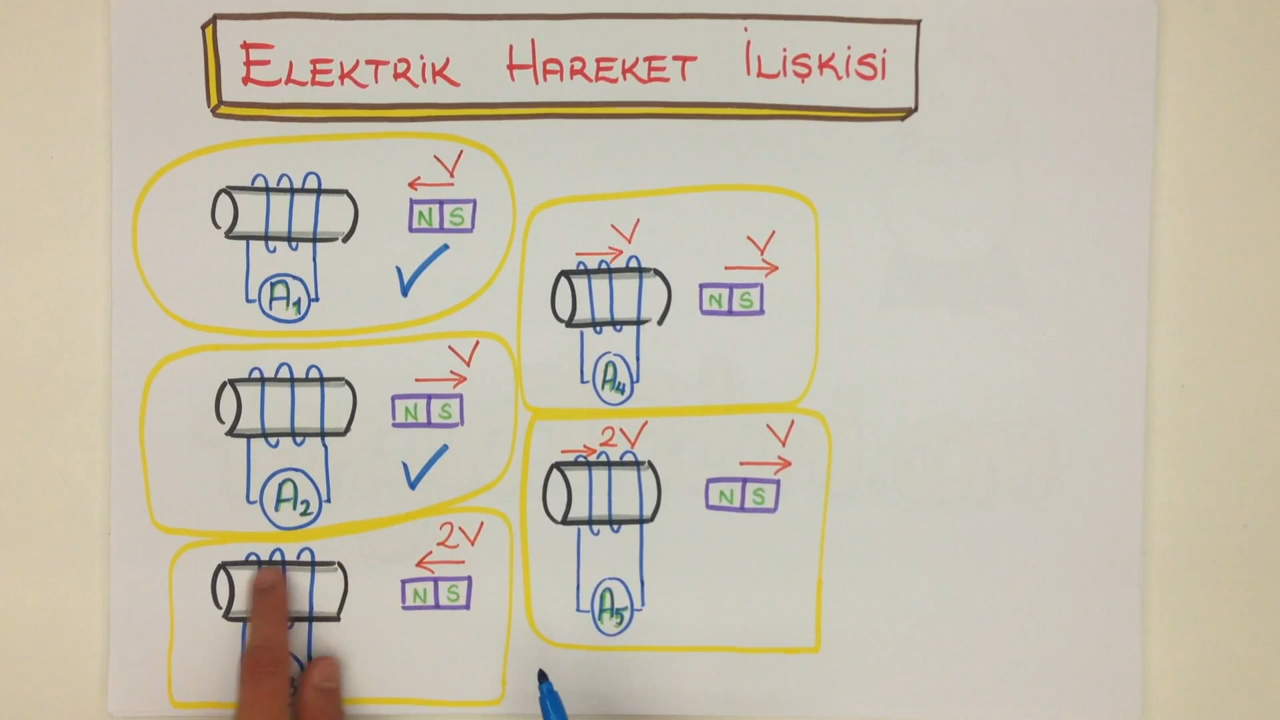 ELEKTRİK HAREKET İLİŞKİSİ
V
N S
A1
V
N S
A2
2V
N S
V
V
N S
A4
2V
V
N S
A5